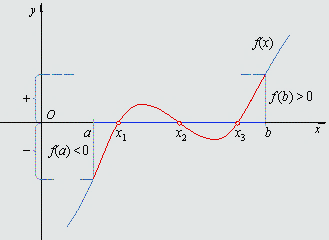 y
f(x)
+
O
f(b) > 0
a
x₁
x₂
x₃
b
x
−
f(a) < 0